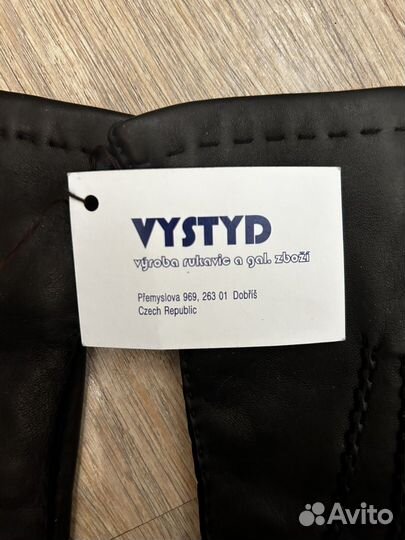 VYSTYD
výroba rukavic a gal. zboží
Přemyslova 969, 263 01 Dobříš
Czech Republic
Avito